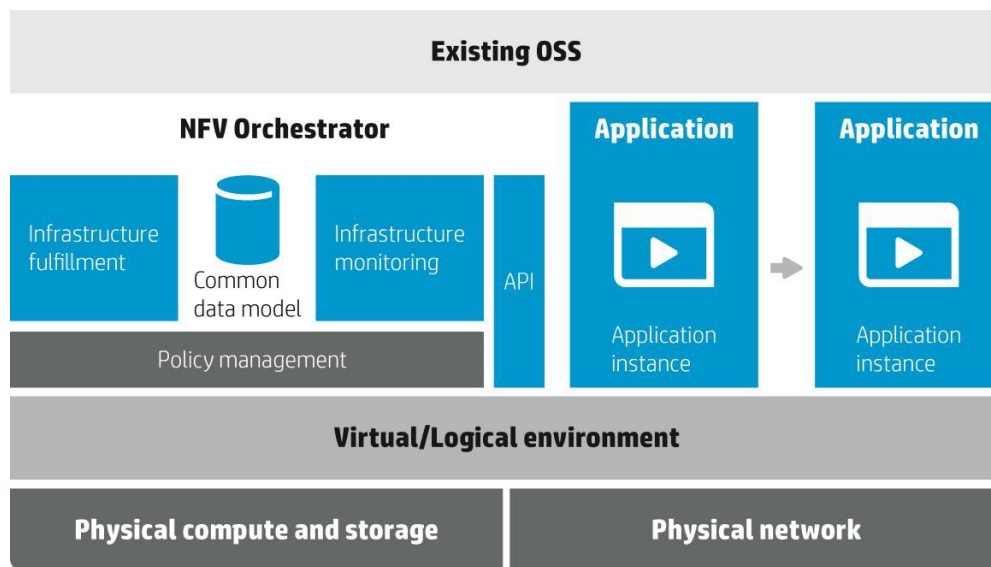 Existing OSS
NFV Orchestrator
Infrastructure
fulfillment
Common
data model
Infrastructure
monitoring
API
Policy management
Application
Application
instance
Application
Application
instance
Virtual/Logical environment
Physical compute and storage
Physical network